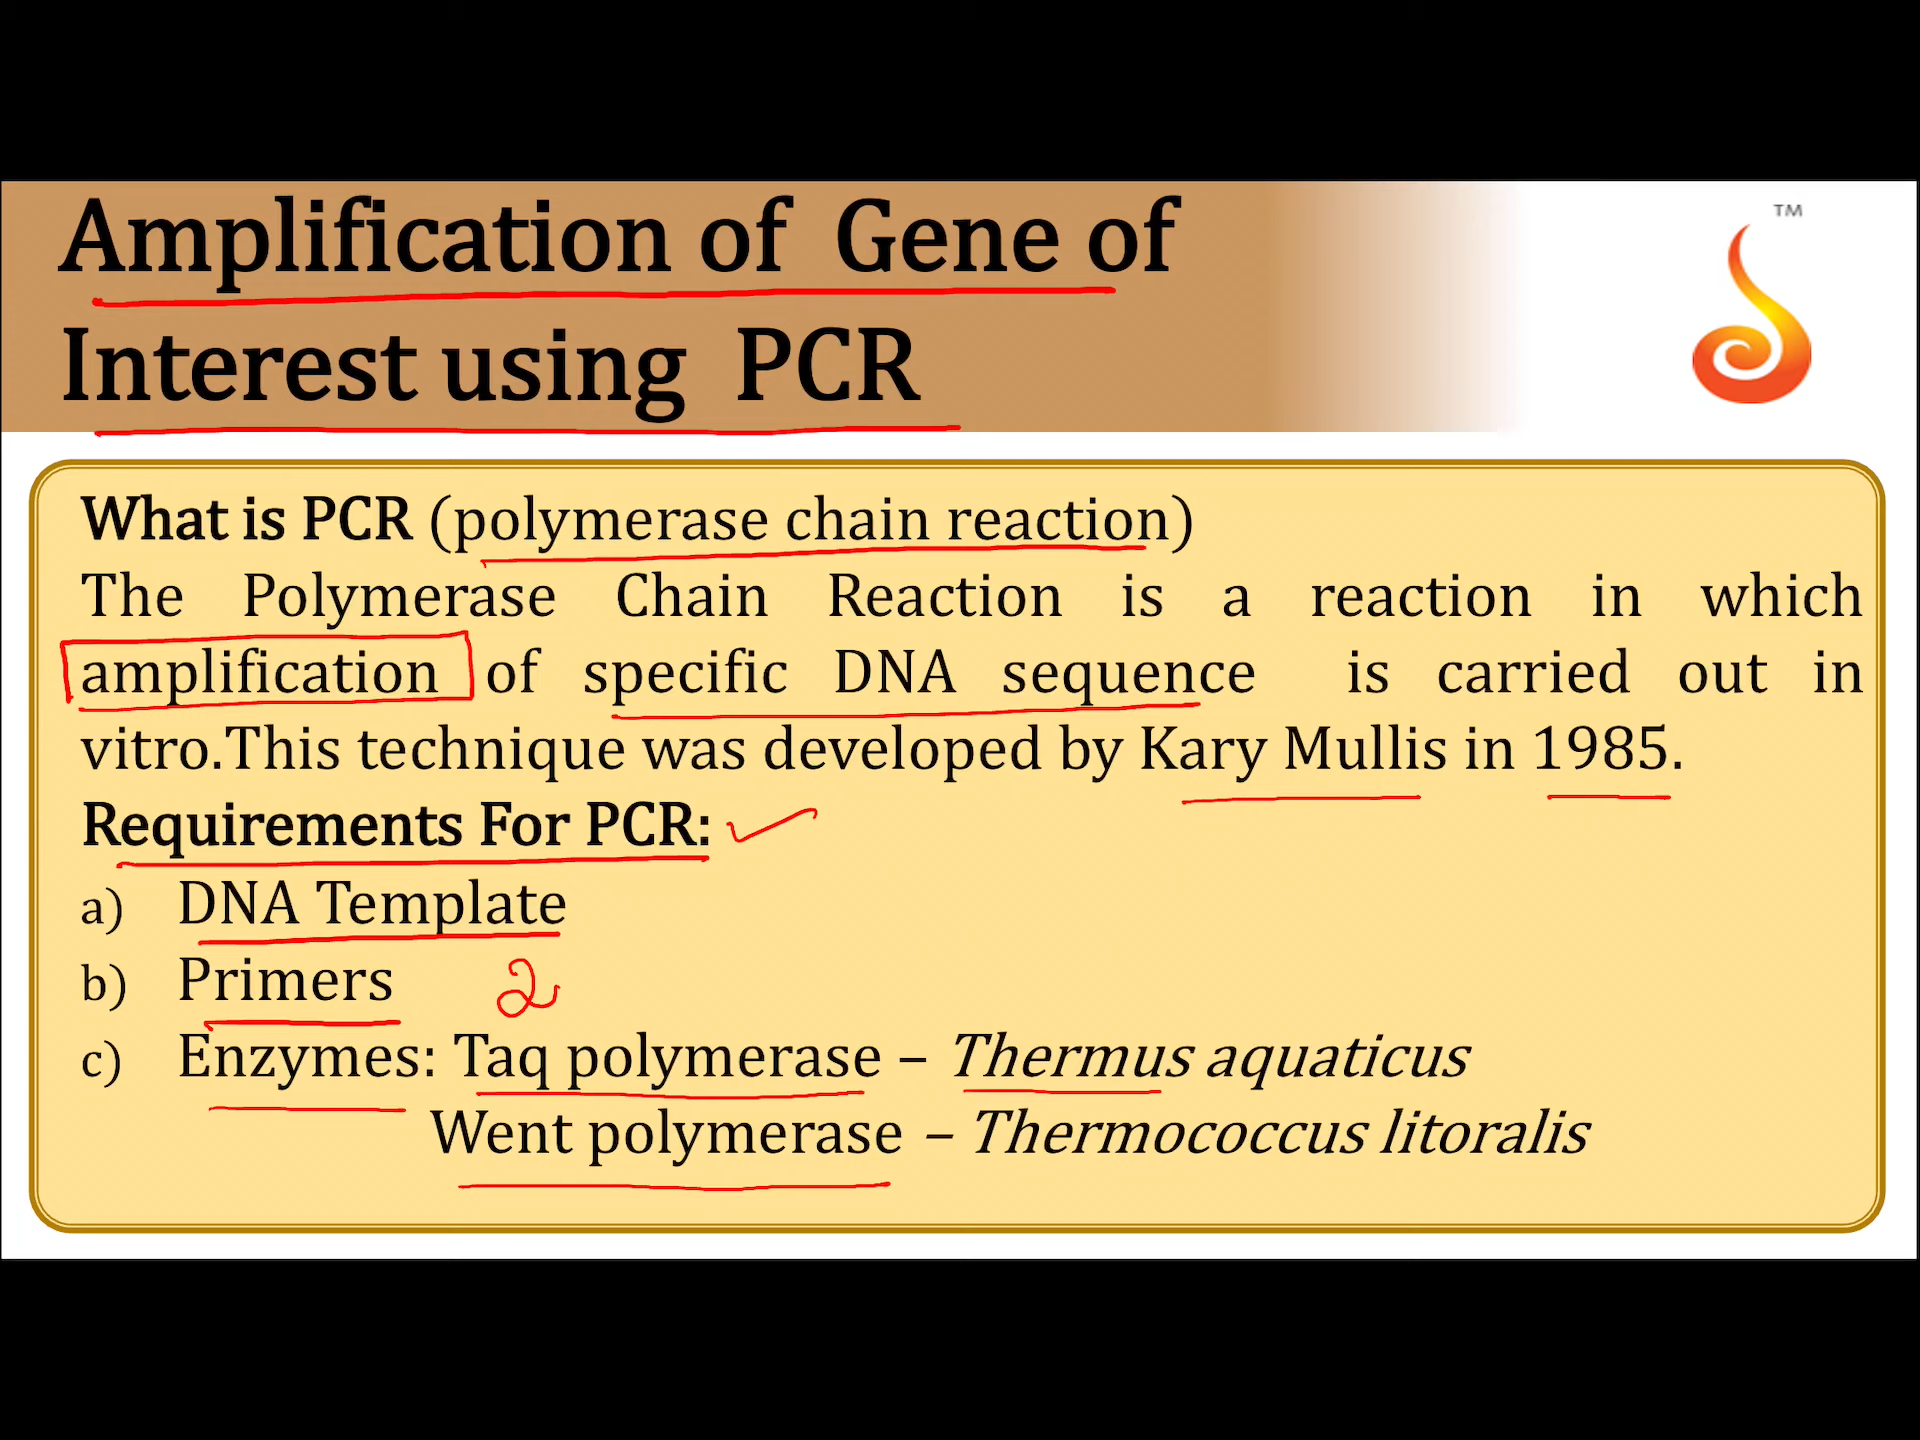 Amplification of Gene of
Interest using PCR
TM
What is PCR (polymerase chain reaction)
The Polymerase Chain Reaction is a reaction in which
amplification of specific DNA sequence is carried out in
vitro.This technique was developed by Kary Mullis in 1985.
Requirements For PCR:
a) DNA Template
b) Primers 2
c) Enzymes: Taq polymerase – Thermus aquaticus
Went polymerase – Thermococcus litoralis